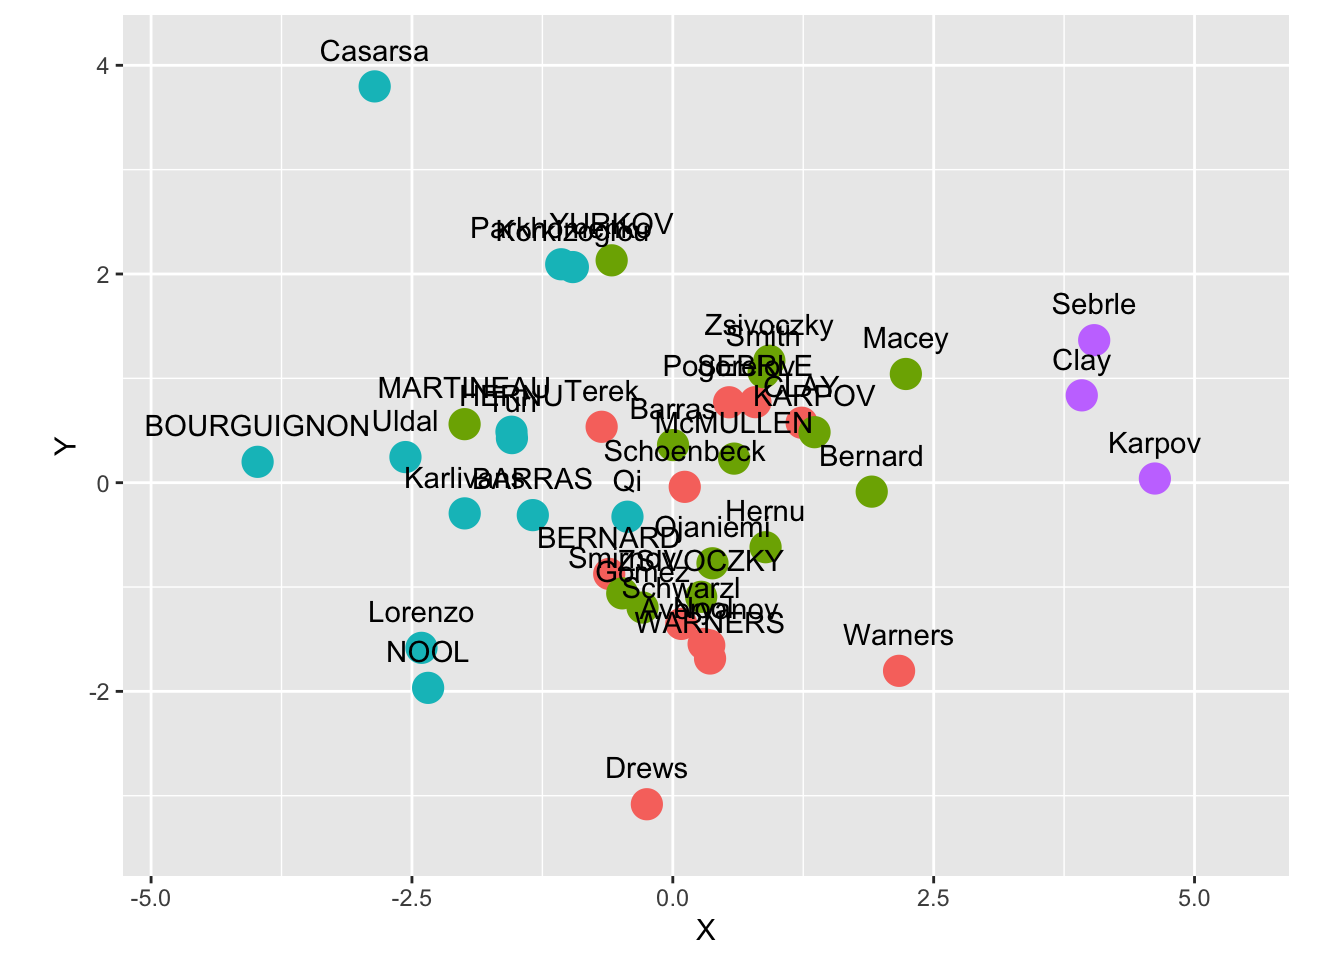 Casarsa
4
YURKOV
Parkhomenko
Korkizoglou
2
Sebrle
Zsivoczky
Smith
Macey
Clay
Pogorelov
SEBRLE
CLAY
MARTINEAU
HERNU
Terek
KARPOV
Yun
Barras
Uldal
McMULLEN
BOURGUIGNON
Karpov
Schoenbeck
Bernard
Y
0
Karlivans
BARRAS
Qi
Hernu
Ojaniemi
BERNARD
Smirnov
ZSIVOCZKY
Gomez
Schwarzl
Lorenzo
Nool
Averyanov
WARNERS
Warners
NOOL
-2
Drews
-5.0 -2.5 0.0 2.5 5.0
X